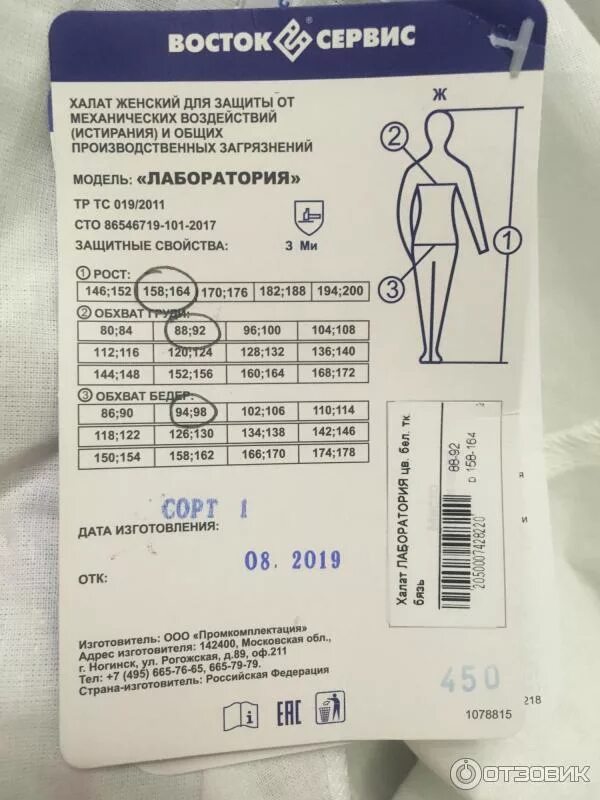 ВОСТОК СЕРВИС
ХАЛАТ ЖЕНСКИЙ ДЛЯ ЗАЩИТЫ ОТ
МЕХАНИЧЕСКИХ ВОЗДЕЙСТВИЙ
(ИСТИРАНИЯ) И ОБЩИХ
ПРОИЗВОДСТВЕННЫХ ЗАГРЯЗНЕНИЙ
МОДЕЛЬ: «ЛАБОРАТОРИЯ»
ТР ТС 019/2011
СТО 86546719-101-2017
ЗАЩИТНЫЕ СВОЙСТВА: З Ми
Ж
2
1
3
1 РОСТ:
146;152 158;164 170;176 182;188 194;200
2 ОБХВАТ ГРУДИ:
80;84 88;92 96;100 104;108
112;116 120;124 128;132 136;140
144;148 152;156 160;164 168;172
3 ОБХВАТ БЕДЕР:
86;90 94;98 102;106 110;114
118;122 126;130 134;138 142;146
150;154 158;162 166;170 174;178
СОРТ 1
ДАТА ИЗГОТОВЛЕНИЯ:
08. 2019
ОТК:
Халат ЛАБОРАТОРИЯ цв. бел. тк.
бязь
88-92
р 158-164
2050007428220
Изготовитель: ООО «Промкомплектация»
Адрес изготовителя: 142400, Московская обл.,
г. Ногинск, ул. Рогожская, д.89, оф.211
Тел: +7 (495) 665-76-65, 665-79-79.
Страна-изготовитель: Российская Федерация
EAC
450
1078815
218
ОТЗОВИК